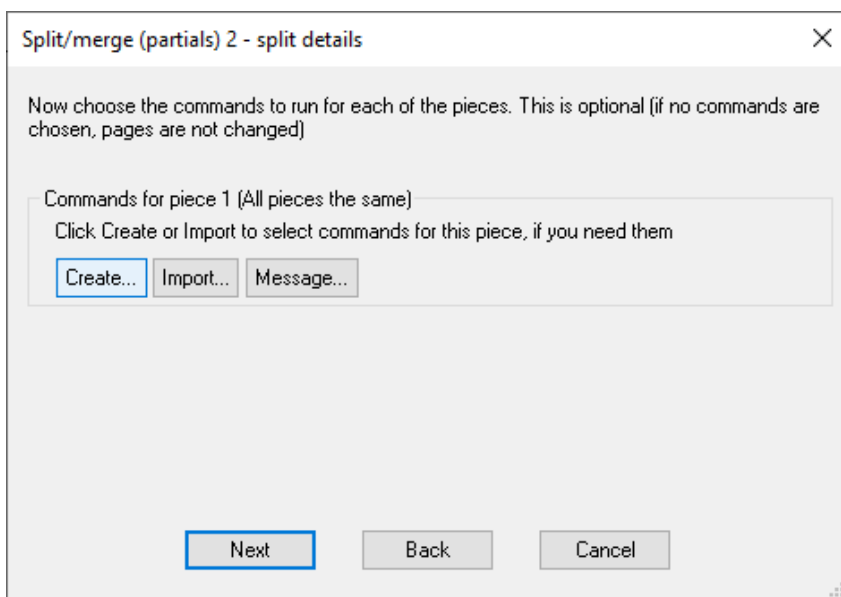 Split/merge (partials) 2 - split details
Now choose the commands to run for each of the pieces. This is optional (if no commands are
chosen, pages are not changed)
Commands for piece 1 (All pieces the same)
Click Create or Import to select commands for this piece, if you need them
Create... Import... Message...
Next Back Cancel